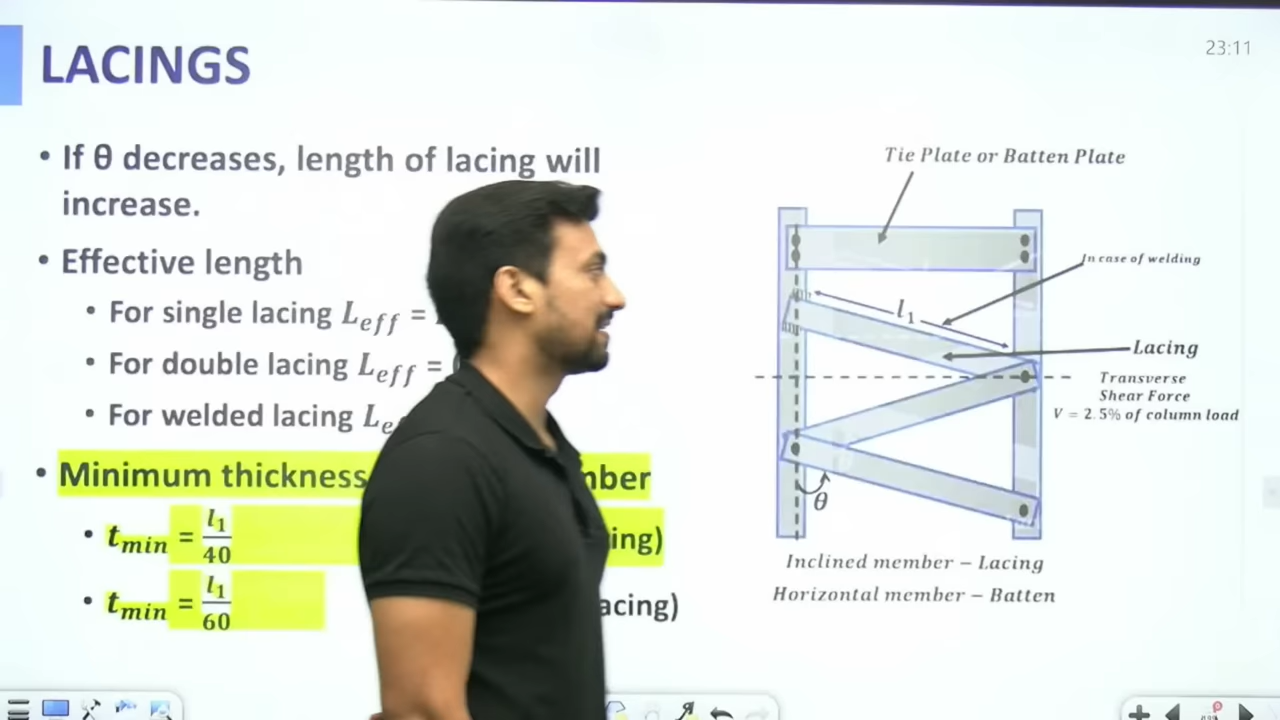 23:11
LACINGS
• If θ decreases, length of lacing will
increase.
• Effective length
• For single lacing L_eff =
• For double lacing L_eff =
• For welded lacing L_e
• Minimum thickness
• t_min = l_1/40 ing)
• t_min = l_1/60 acing)
Tie Plate or Batten Plate
In case of welding
l_1
Lacing
Transverse
Shear Force
V = 2.5% of column load
θ
Inclined member – Lacing
Horizontal member – Batten